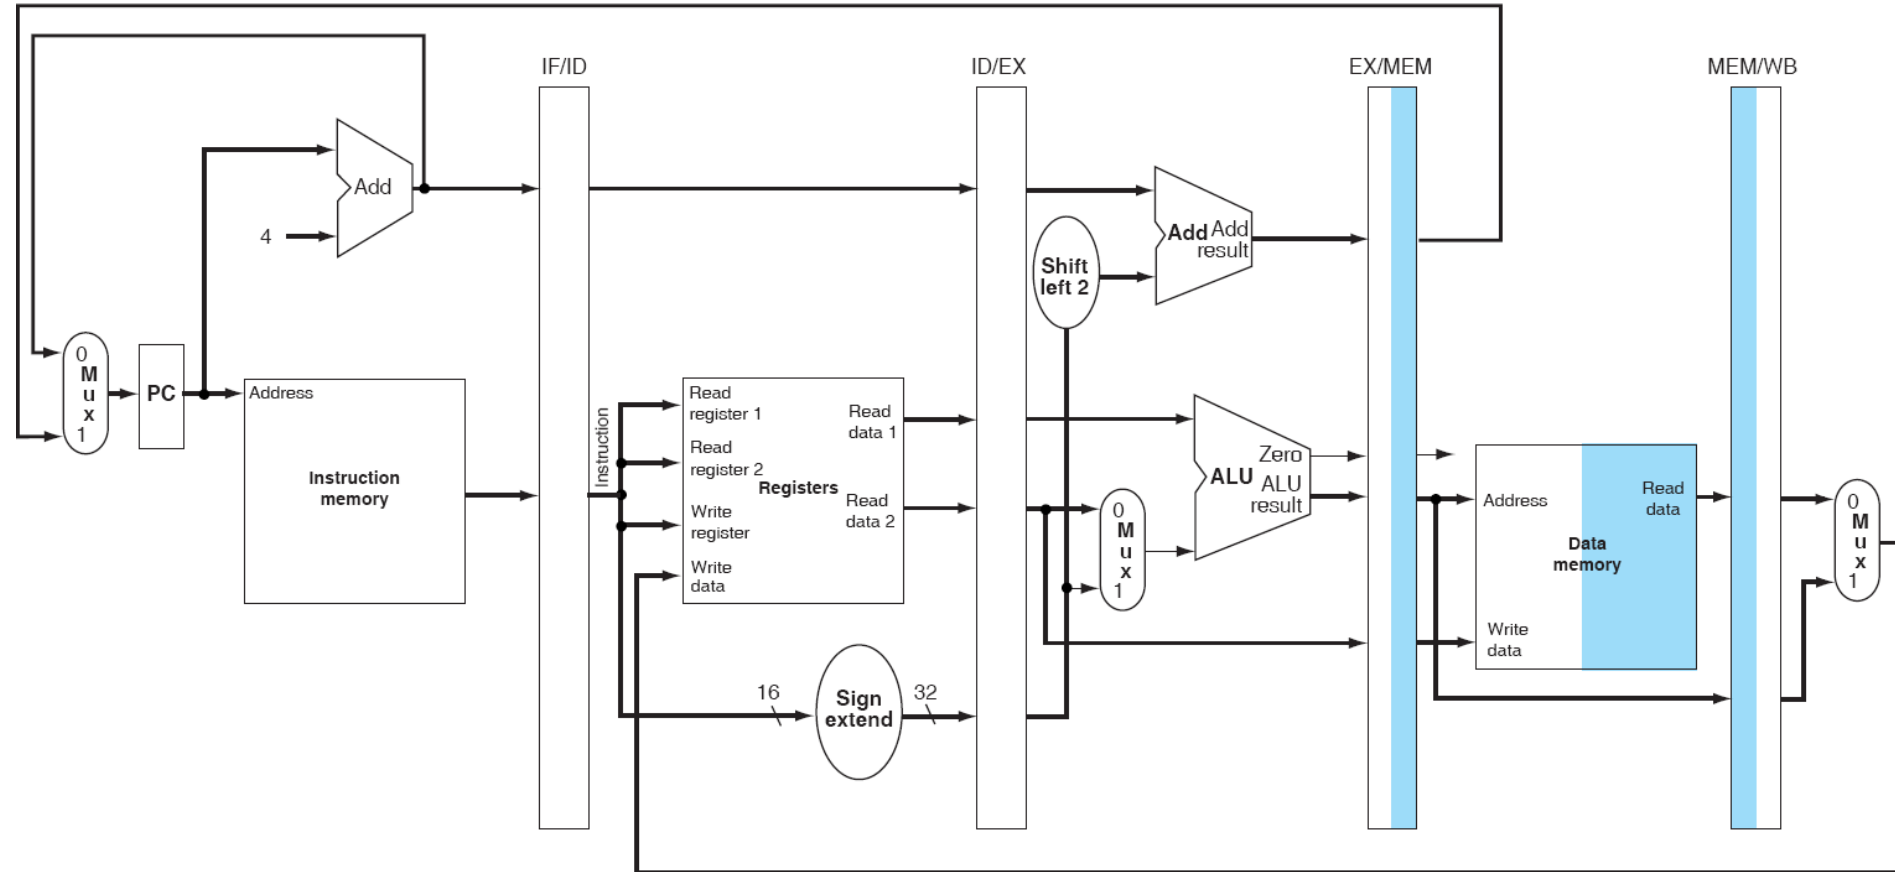 IF/ID
ID/EX
EX/MEM
MEM/WB
Add
4
Add Add
result
Shift
left 2
0
M
u
x
1
PC
Address
Instruction
memory
Instruction
Read
register 1
Read
register 2
Write
register
Write
data
Registers
Read
data 1
Read
data 2
16
Sign
extend
32
0
M
u
x
1
Zero
ALU ALU
result
Address
Read
data
Data
memory
Write
data
0
M
u
x
1